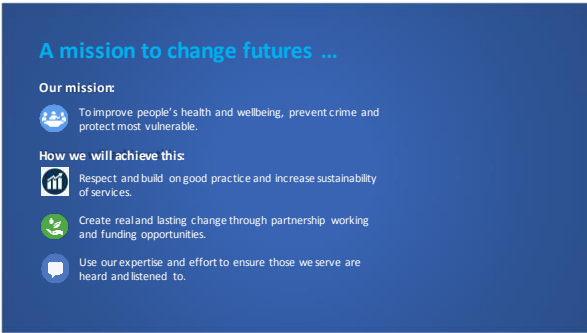 A mission to change futures ...
Our mission:
To improve people's health and wellbeing, prevent crime and
protect most vulnerable.
How we will achieve this:
Respect and build on good practice and increase sustainability
of services.
Create real and lasting change through partnership working
and funding opportunities.
Use our expertise and effort to ensure those we serve are
heard and listened to.